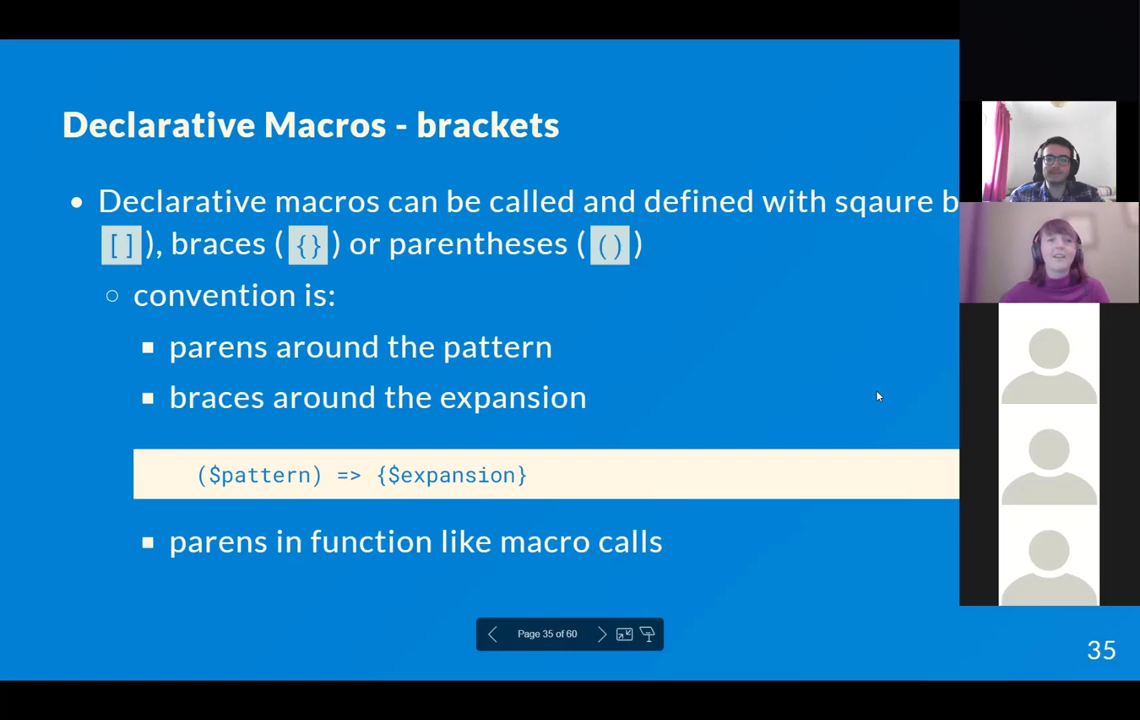 Declarative Macros - brackets
Declarative macros can be called and defined with sqaure b
[]), braces ({}) or parentheses (())
convention is:
parens around the pattern
braces around the expansion
($pattern) => {$expansion}
parens in function like macro calls
Page 35 of 60
35